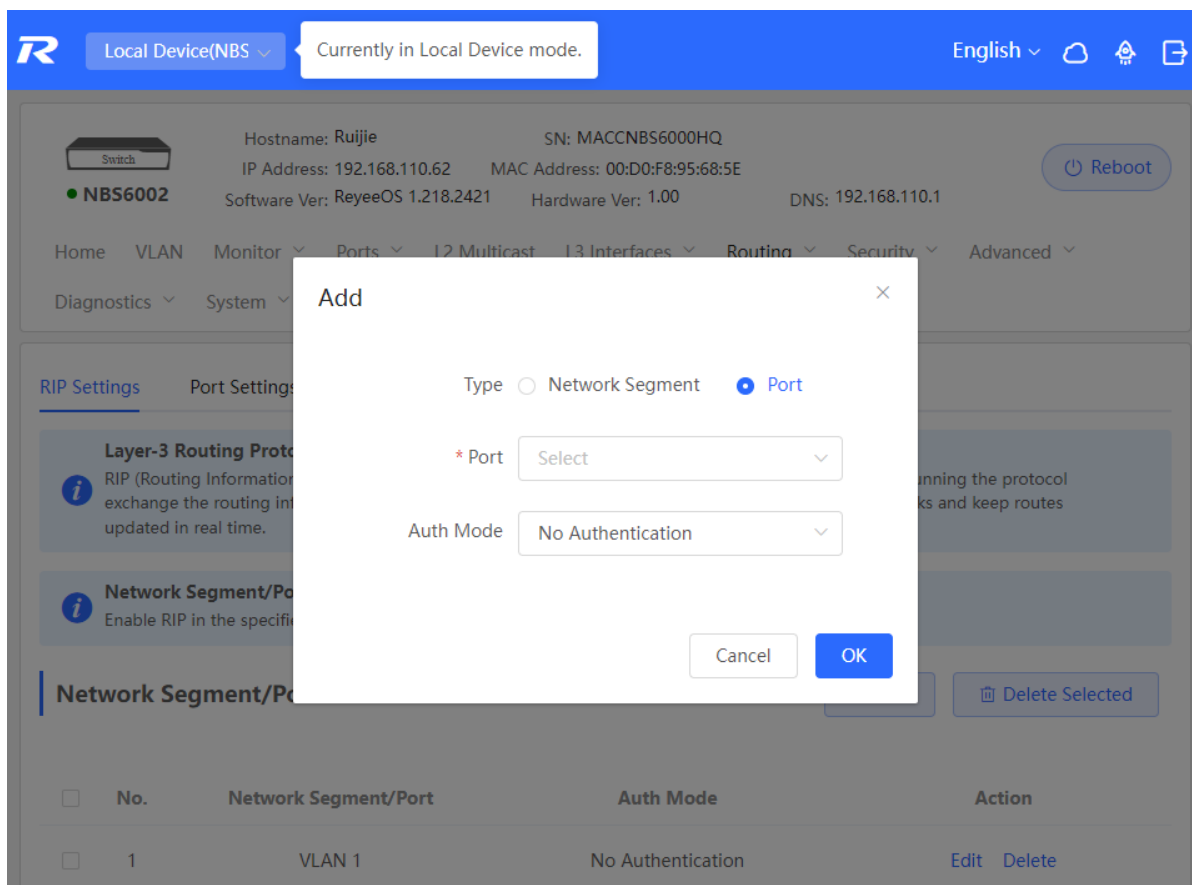 Local Device(NBS
Currently in Local Device mode.
English
Switch
NBS6002
Hostname: Ruijie
SN: MACCNBS6000HQ
IP Address: 192.168.110.62
MAC Address: 00:D0:F8:95:68:5E
Software Ver: ReyeeOS 1.218.2421
Hardware Ver: 1.00
DNS: 192.168.110.1
Reboot
Home VLAN Monitor Ports L2 Multicast L3 Interfaces Routing Security Advanced
Diagnostics System
Add
Type Network Segment Port
* Port Select
Auth Mode No Authentication
Cancel OK
RIP Settings Port Settings
Layer-3 Routing Proto
RIP (Routing Information
unning the protocol
exchange the routing in
ks and keep routes
updated in real time.
Network Segment/Po
Enable RIP in the specifi
Network Segment/Po
Delete Selected
No. Network Segment/Port Auth Mode Action
1 VLAN 1 No Authentication Edit Delete